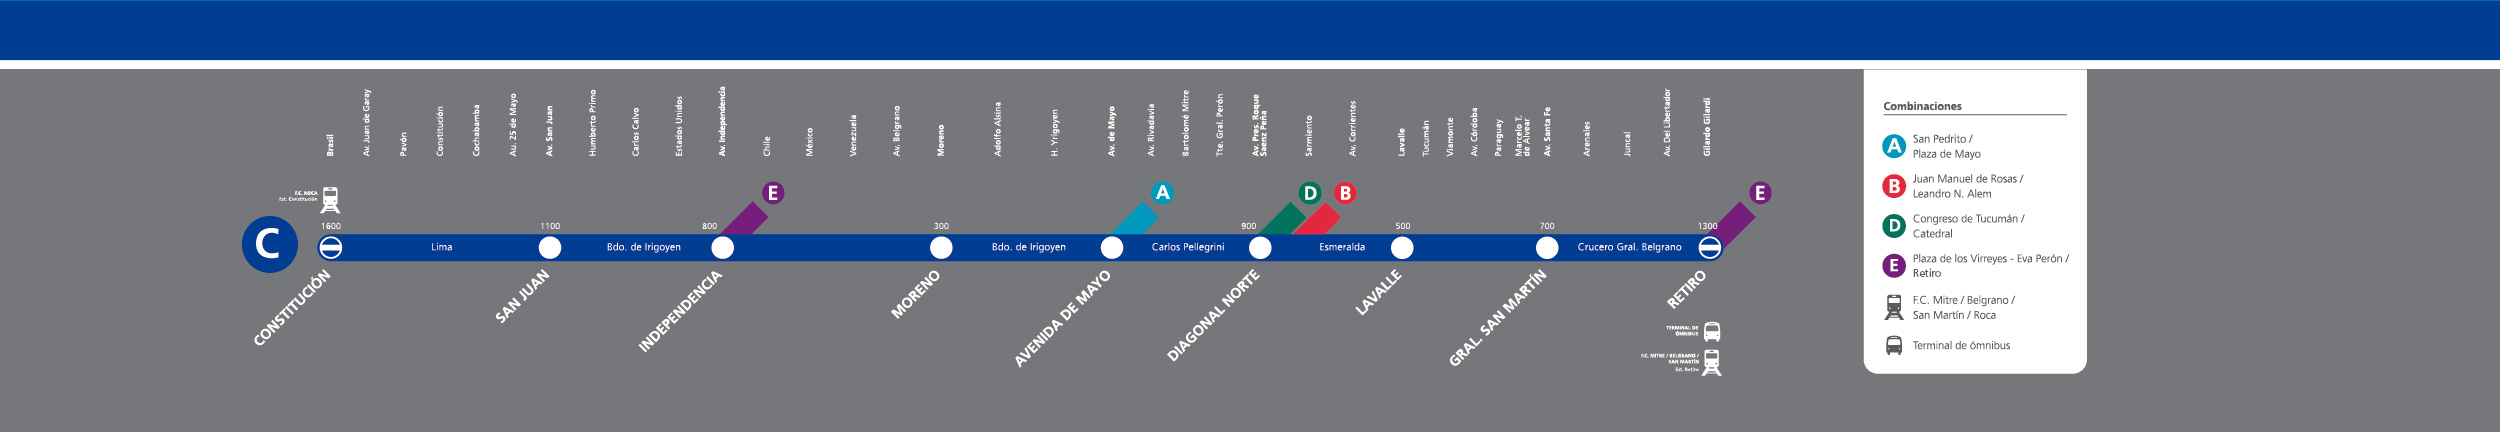 Brasil
Av. Juan de Garay
Pavón
Constitución
Cochabamba
Au. 25 de Mayo
Av. San Juan
Humberto Primo
Carlos Calvo
Estados Unidos
Av. Independencia
Chile
México
Venezuela
Av. Belgrano
Moreno
Adolfo Alsina
H. Yrigoyen
Av. de Mayo
Av. Rivadavia
Bartolomé Mitre
Tte. Gral. Perón
Av. Pres. Roque
Saenz Peña
Sarmiento
Av. Corrientes
Lavalle
Tucumán
Viamonte
Av. Córdoba
Paraguay
Marcelo T.
de Alvear
Av. Santa Fe
Arenales
Juncal
Av. Del Libertador
Gilardo Gilardi
F.C. ROCA
Est. Constitución
E
A
D
B
E
1600
1100
800
300
900
500
700
1300
C
Lima
Bdo. de Irigoyen
Bdo. de Irigoyen
Carlos Pellegrini
Esmeralda
Crucero Gral. Belgrano
CONSTITUCIÓN
SAN JUAN
INDEPENDENCIA
MORENO
AVENIDA DE MAYO
DIAGONAL NORTE
LAVALLE
GRAL. SAN MARTÍN
RETIRO
TERMINAL DE
ÓMNIBUS
F.C. MITRE / BELGRANO /
SAN MARTÍN
Est. Retiro
Combinaciones
A
San Pedrito /
Plaza de Mayo
B
Juan Manuel de Rosas /
Leandro N. Alem
D
Congreso de Tucumán /
Catedral
E
Plaza de los Virreyes - Eva Perón /
Retiro
F.C. Mitre / Belgrano /
San Martín / Roca
Terminal de ómnibus